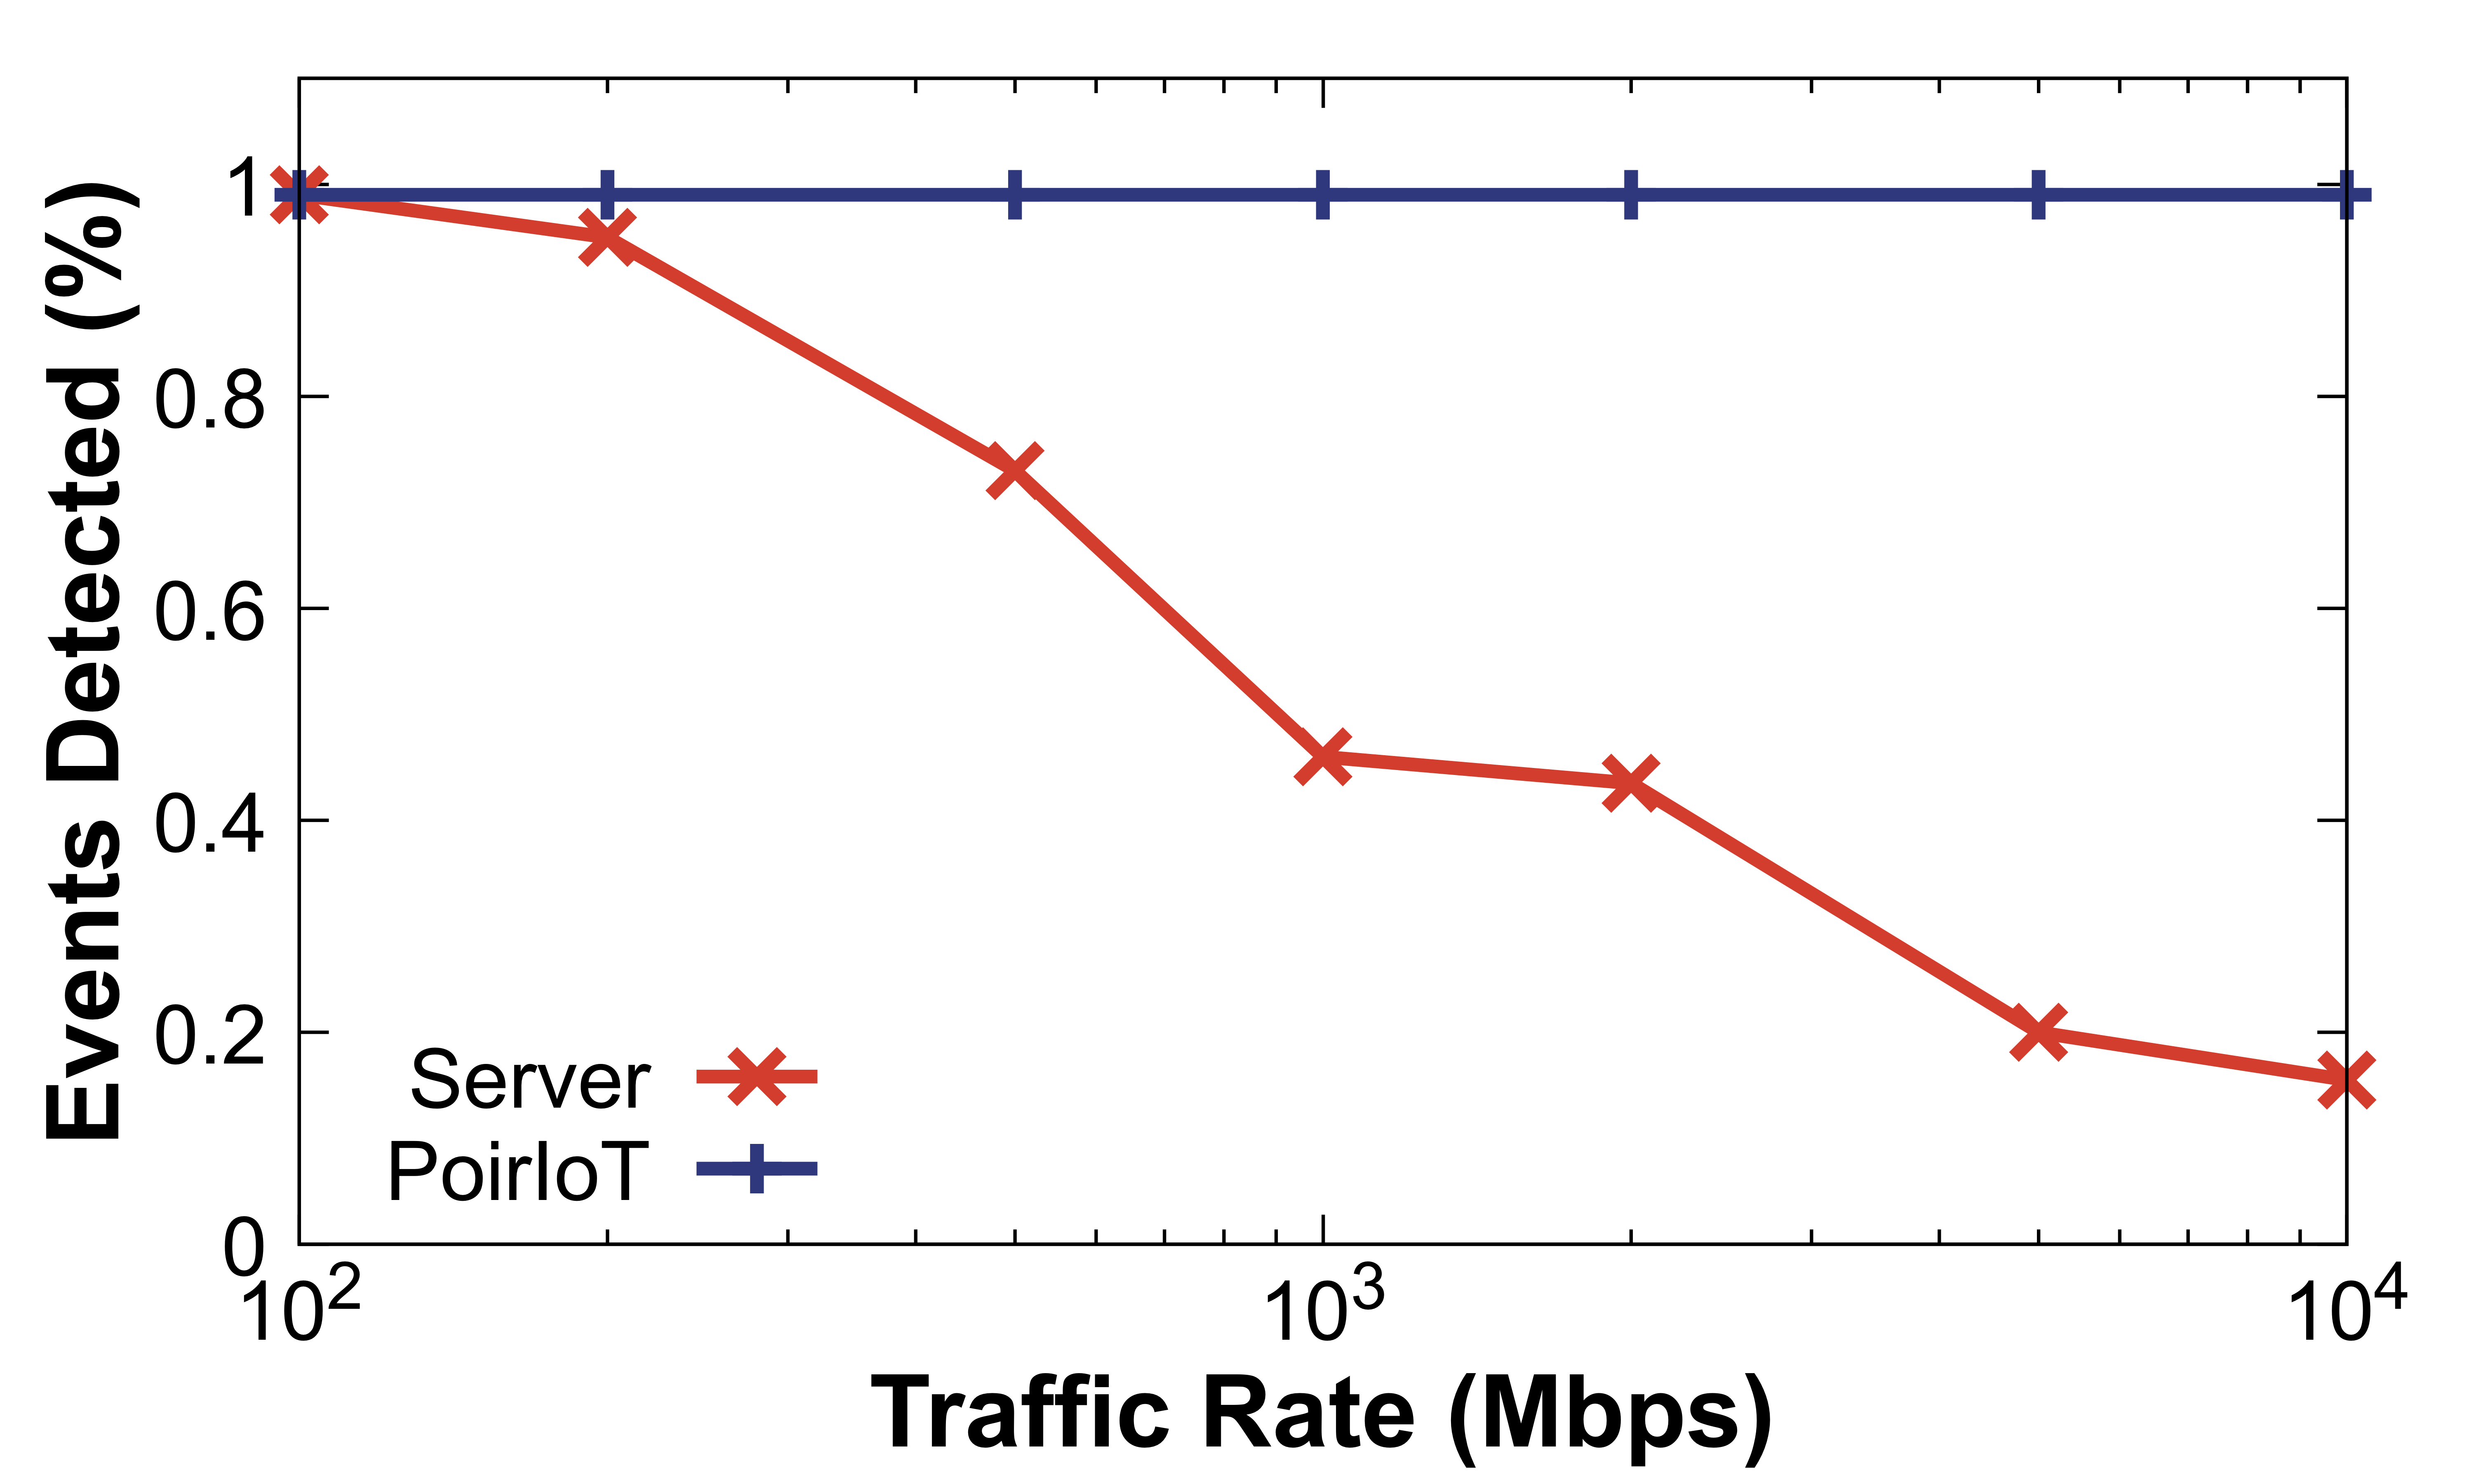 Events Detected (%)
1
0.8
0.6
0.4
0.2
0
Server
PoirIoT
10²
10³
10⁴
Traffic Rate (Mbps)